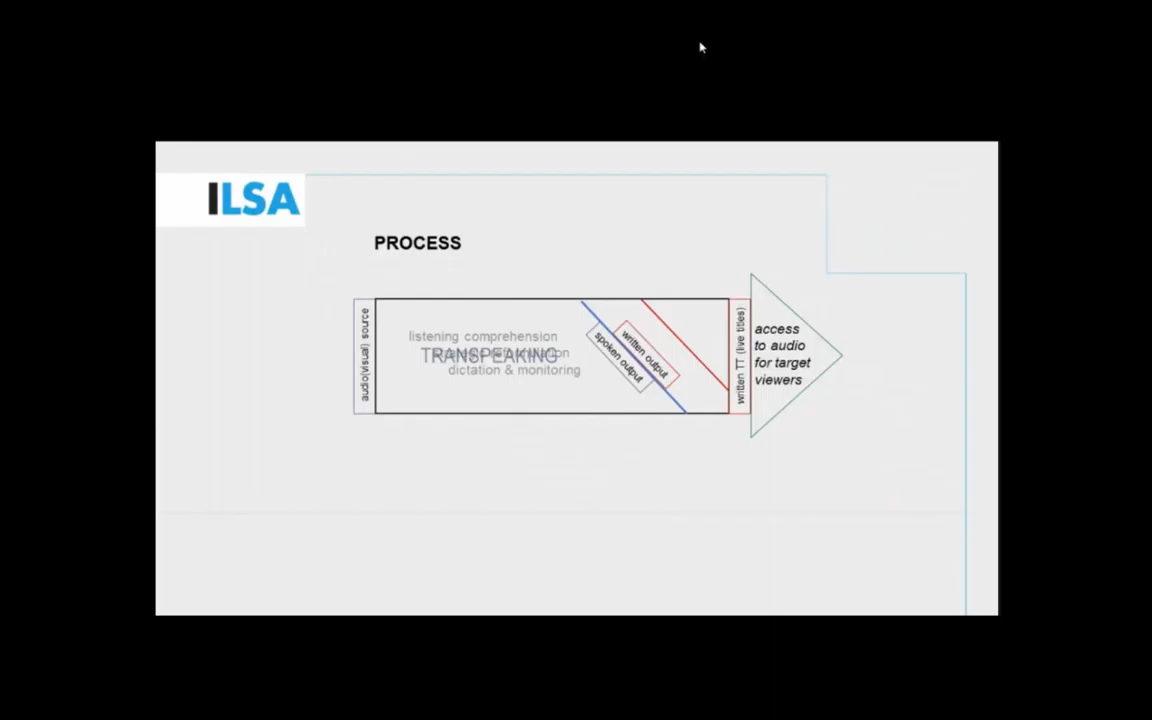 ILSA
PROCESS
audio(visual) source
listening comprehension
TRANSPEAKING
dictation & monitoring
spoken output
written output
written TT (live titles)
access
to audio
for target
viewers